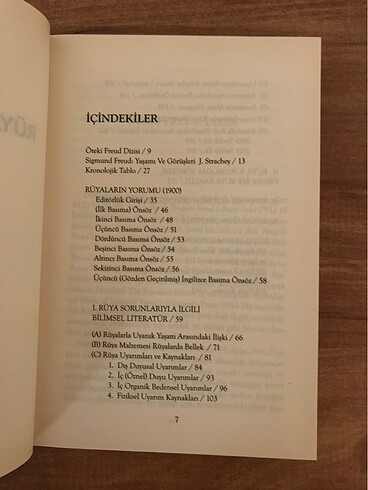 RÜYA
İÇİNDEKİLER
Öteki Freud Dizisi / 9
Sigmund Freud: Yaşamı Ve Görüşleri J. Strachey / 13
Kronolojik Tablo / 27
RÜYALARIN YORUMU (1900)
Editörlük Girişi / 35
(İlk Basıma) Önsöz / 46
İkinci Basıma Önsöz / 48
Üçüncü Basıma Önsöz / 51
Dördüncü Basıma Önsöz / 53
Beşinci Basıma Önsöz / 54
Altıncı Basıma Önsöz / 55
Sekizinci Basıma Önsöz / 56
Üçüncü (Gözden Geçirilmiş) İngilizce Basıma Önsöz / 58
I. RÜYA SORUNLARIYLA İLGİLİ
BİLİMSEL LİTERATÜR / 59
(A) Rüyalarla Uyanık Yaşam Arasındaki İlişki / 66
(B) Rüya Malzemesi Rüyalarda Bellek / 71
(C) Rüya Uyarımları ve Kaynakları / 81
1. Dış Duyusal Uyarımlar / 84
2. İç (Öznel) Duyu Uyarımları / 93
3. İç Organik Bedensel Uyarımlar / 96
4. Fiziksel Uyarım Kaynakları / 103
7